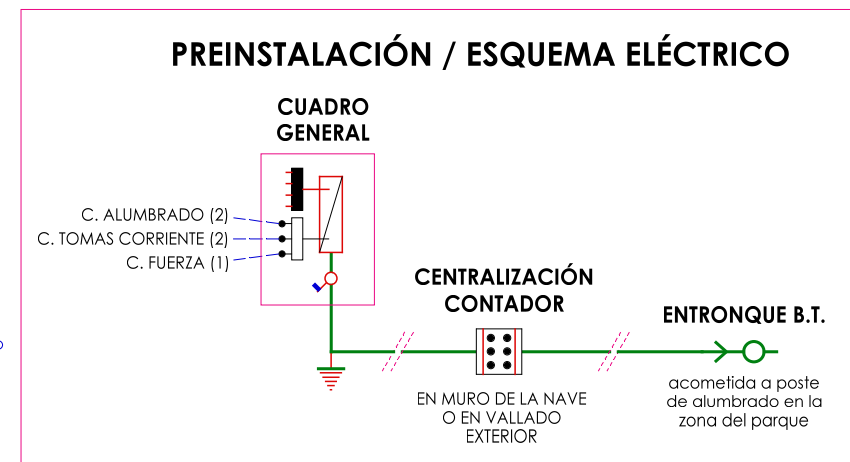 PREINSTALACIÓN / ESQUEMA ELÉCTRICO
CUADRO
GENERAL
C. ALUMBRADO (2)
C. TOMAS CORRIENTE (2)
C. FUERZA (1)
CENTRALIZACIÓN
CONTADOR
EN MURO DE LA NAVE
O EN VALLADO
EXTERIOR
ENTRONQUE B.T.
acometida a poste
de alumbrado en la
zona del parque